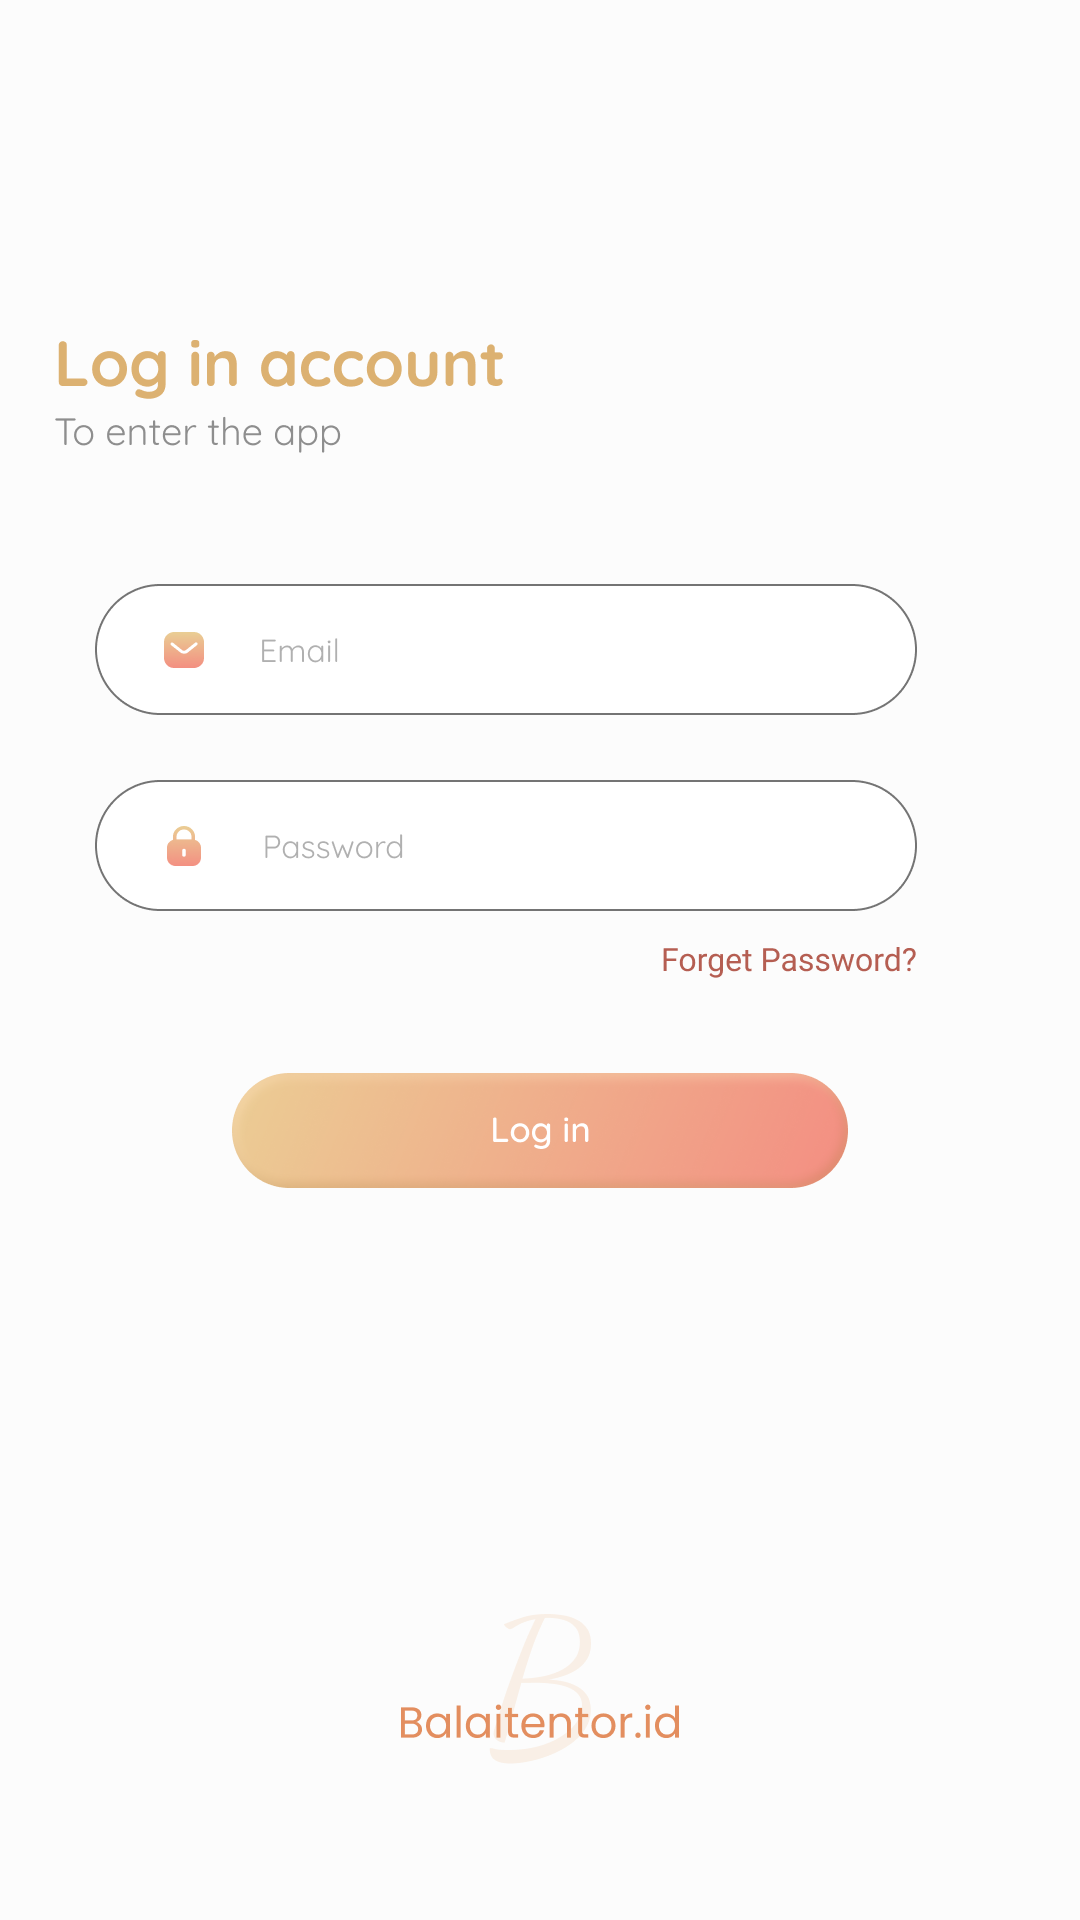 Log in account
To enter the app
Email
Password
Forget Password?
Log in
B
Balaitentor.id